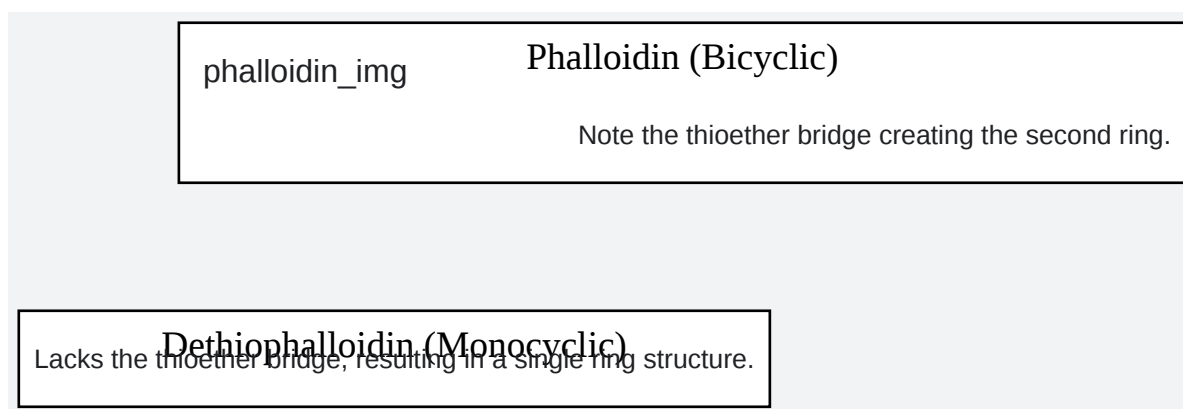 phalloidin_img
Phalloidin (Bicyclic)
Note the thioether bridge creating the second ring.
Dethiophalloidin (Monocyclic)
Lacks the thioether bridge, resulting in a single ring structure.